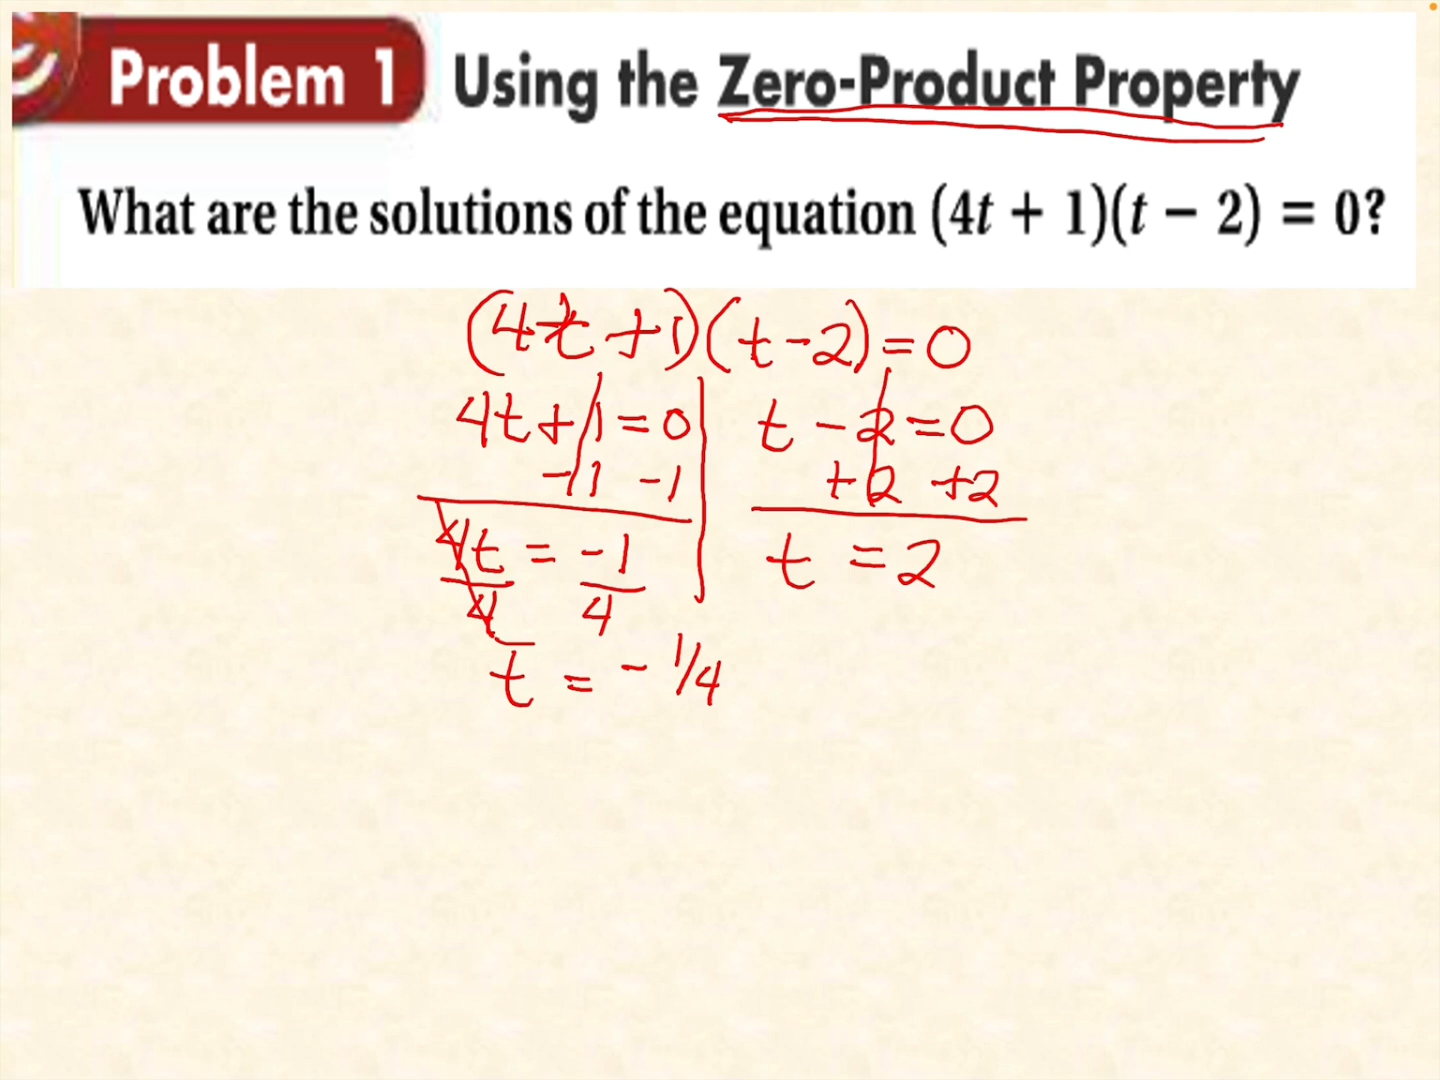 Problem 1 Using the Zero-Product Property
What are the solutions of the equation (4t + 1)(t − 2) = 0?
(4t+1)(t-2)=0
4t+1=0 t-2=0
-1 -1 +2 +2
4t = -1 t = 2
4 4
t = -1/4